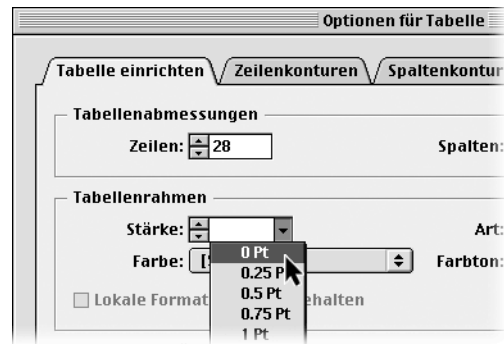 Optionen für Tabelle
Tabelle einrichten Zeilenkonturen Spaltenkontur
Tabellenabmessungen
Zeilen: 28 Spalten:
Tabellenrahmen
Stärke: Art:
0 Pt
Farbe: Farbton:
0.25 P
Lokale Format ehalten
0.5 Pt
0.75 Pt
1 Pt